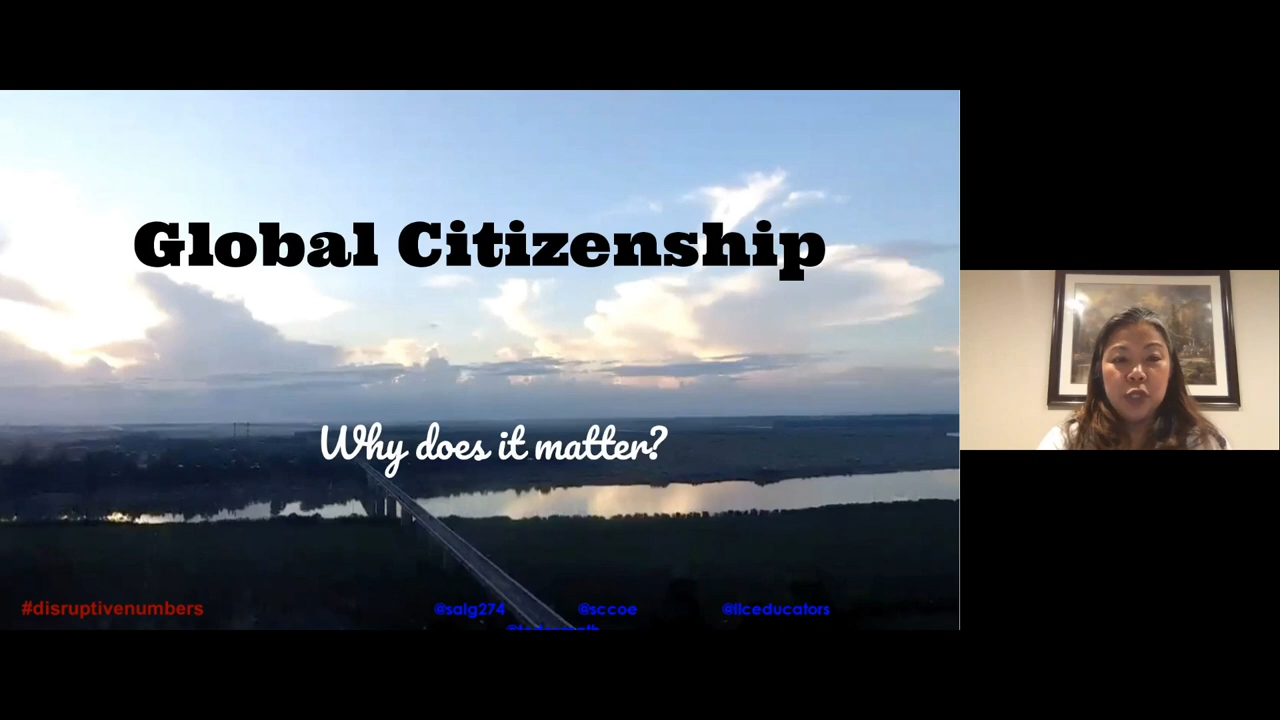 Global Citizenship
Why does it matter?
#disruptivenumbers
@salg274 @sccoe @llceducators